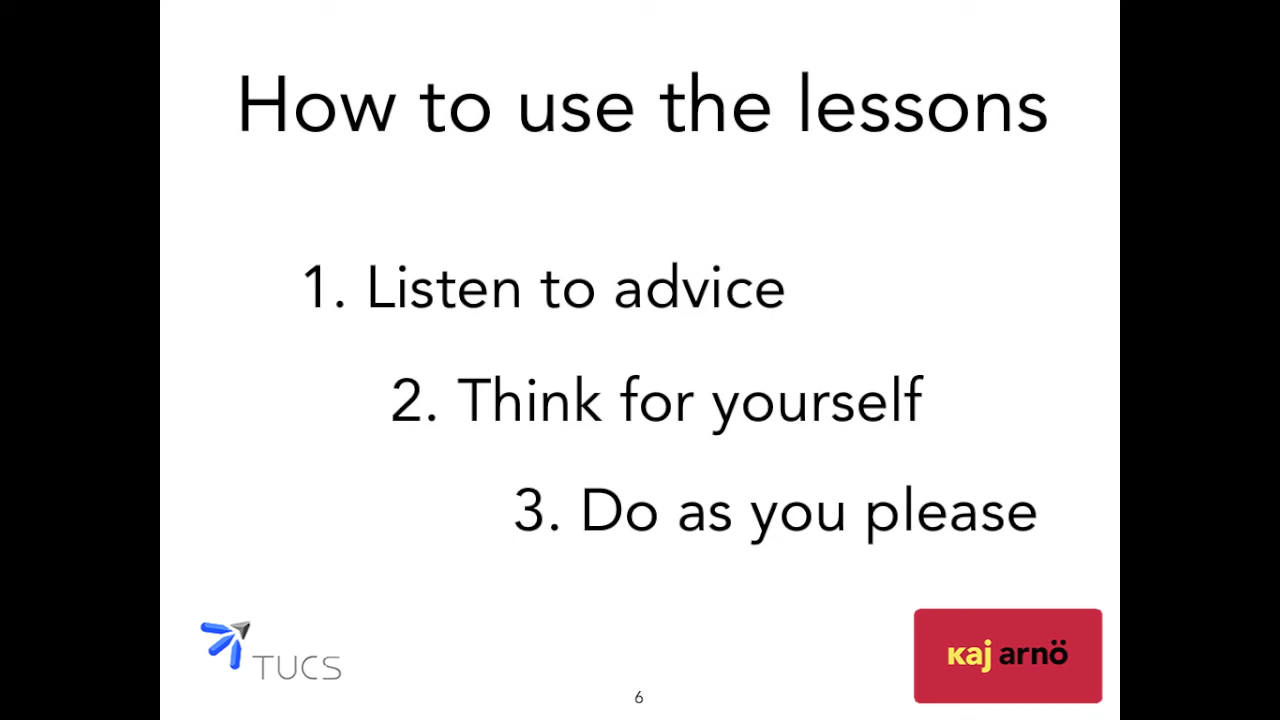 How to use the lessons
1. Listen to advice
2. Think for yourself
3. Do as you please
TUCS
kaj arnö
6